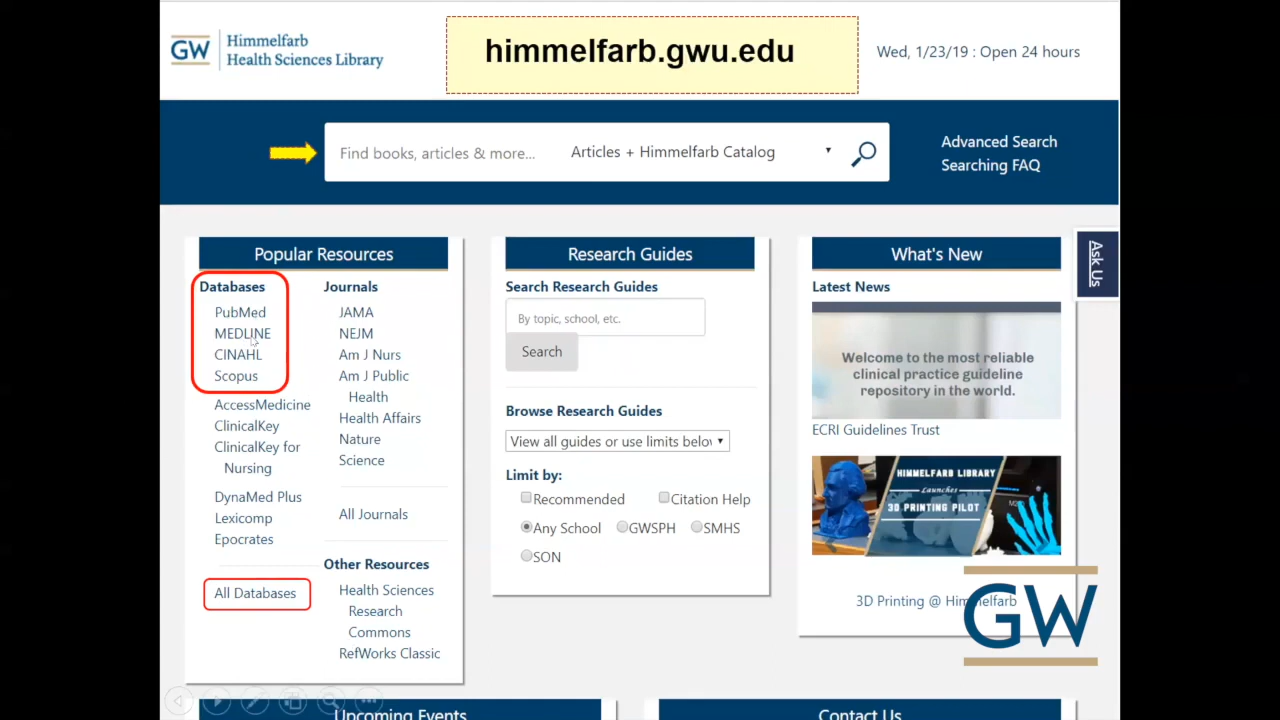 GW
Himmelfarb
Health Sciences Library
himmelfarb.gwu.edu
Wed, 1/23/19 : Open 24 hours
Find books, articles & more...
Articles + Himmelfarb Catalog
Advanced Search
Searching FAQ
Ask Us
Popular Resources
Databases
PubMed
MEDLINE
CINAHL
Scopus
AccessMedicine
ClinicalKey
ClinicalKey for
Nursing
DynaMed Plus
Lexicomp
Epocrates
All Databases
Journals
JAMA
NEJM
Am J Nurs
Am J Public
Health
Health Affairs
Nature
Science
All Journals
Other Resources
Health Sciences
Research
Commons
RefWorks Classic
Research Guides
Search Research Guides
By topic, school, etc.
Search
Browse Research Guides
View all guides or use limits below
Limit by:
Recommended
Citation Help
Any School
GWSPH
SMHS
SON
What's New
Latest News
Welcome to the most reliable
clinical practice guideline
repository in the world.
ECRI Guidelines Trust
HIMMELFARB LIBRARY
Launches
3D PRINTING PILOT
3D Printing @ Himmelfarb
GW
Upcoming Events
Contact Us